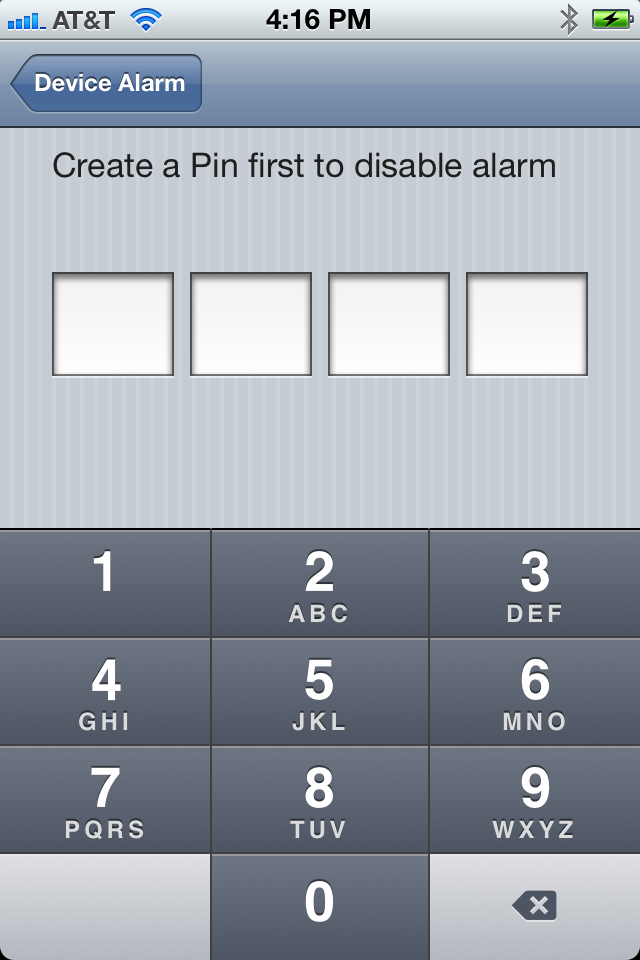 AT&T 4:16 PM
Device Alarm
Create a Pin first to disable alarm
1 2 3
ABC DEF
4 5 6
GHI JKL MNO
7 8 9
PQRS TUV WXYZ
0